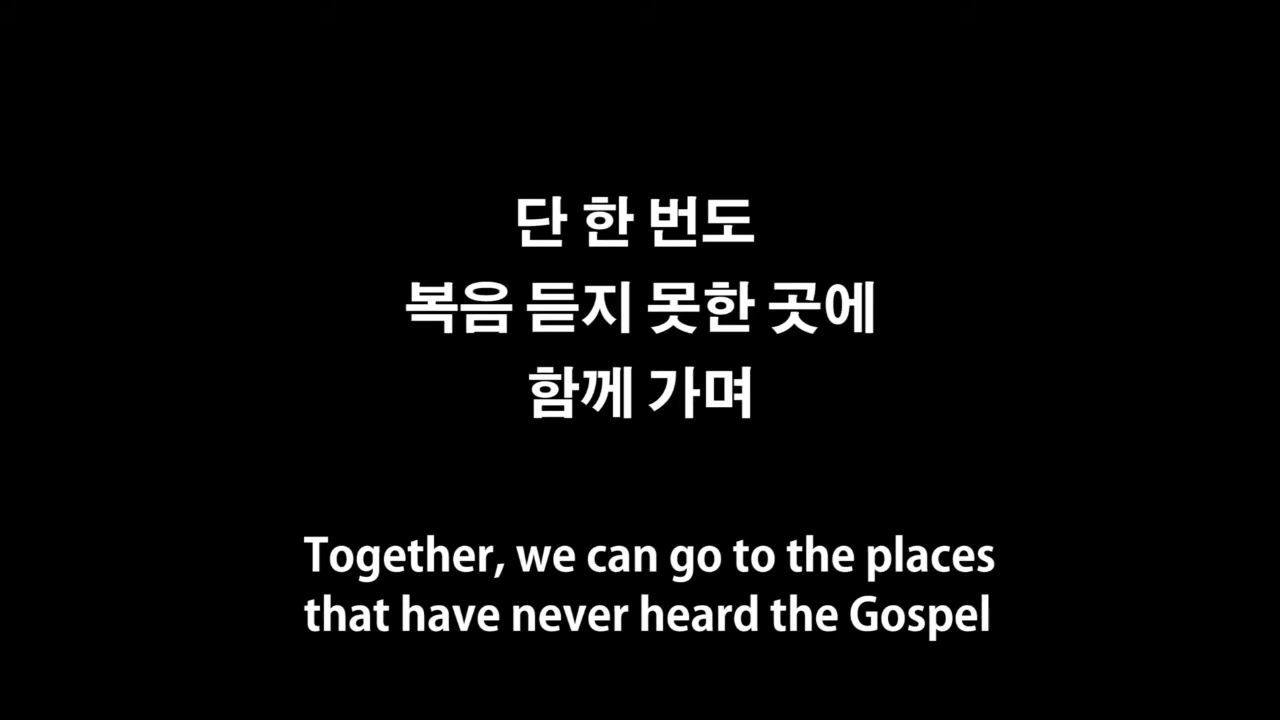 단 한 번도
복음 듣지 못한 곳에
함께 가며
Together, we can go to the places
that have never heard the Gospel